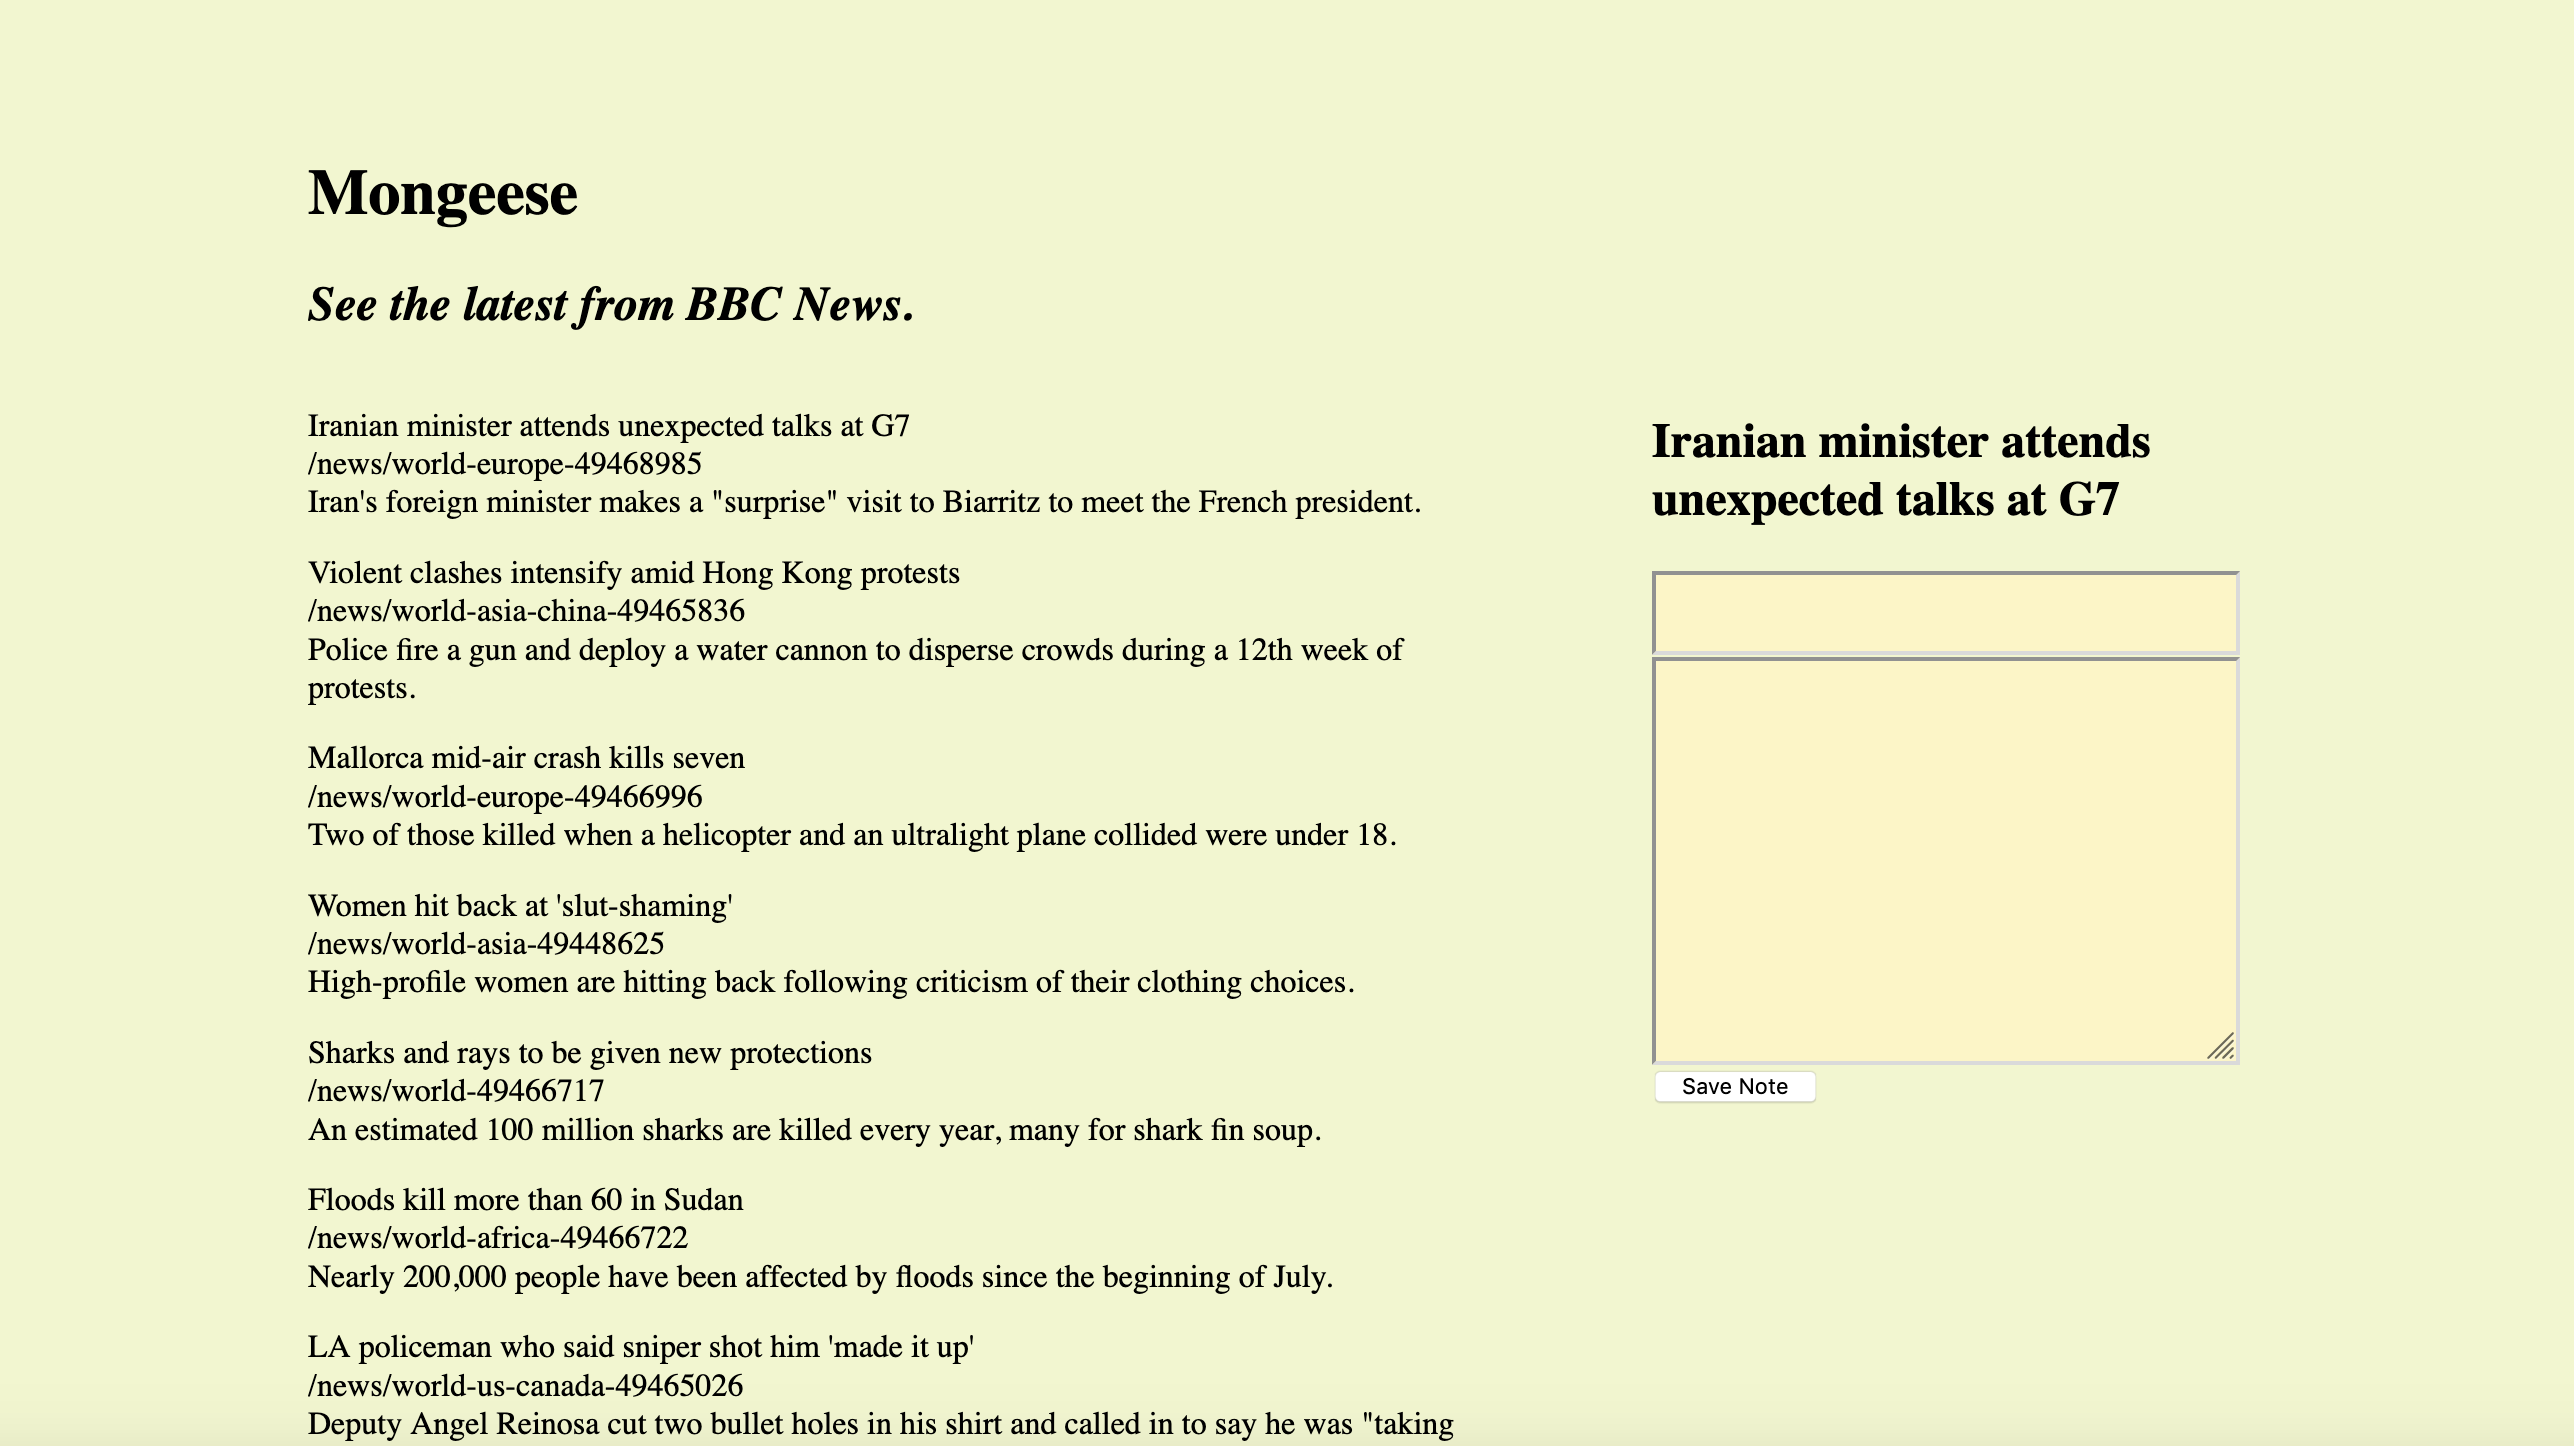 Mongeese
See the latest from BBC News.
Iranian minister attends unexpected talks at G7
/news/world-europe-49468985
Iran's foreign minister makes a "surprise" visit to Biarritz to meet the French president.
Violent clashes intensify amid Hong Kong protests
/news/world-asia-china-49465836
Police fire a gun and deploy a water cannon to disperse crowds during a 12th week of
protests.
Mallorca mid-air crash kills seven
/news/world-europe-49466996
Two of those killed when a helicopter and an ultralight plane collided were under 18.
Women hit back at 'slut-shaming'
/news/world-asia-49448625
High-profile women are hitting back following criticism of their clothing choices.
Sharks and rays to be given new protections
/news/world-49466717
An estimated 100 million sharks are killed every year, many for shark fin soup.
Floods kill more than 60 in Sudan
/news/world-africa-49466722
Nearly 200,000 people have been affected by floods since the beginning of July.
LA policeman who said sniper shot him 'made it up'
/news/world-us-canada-49465026
Deputy Angel Reinosa cut two bullet holes in his shirt and called in to say he was "taking
Iranian minister attends
unexpected talks at G7
Save Note